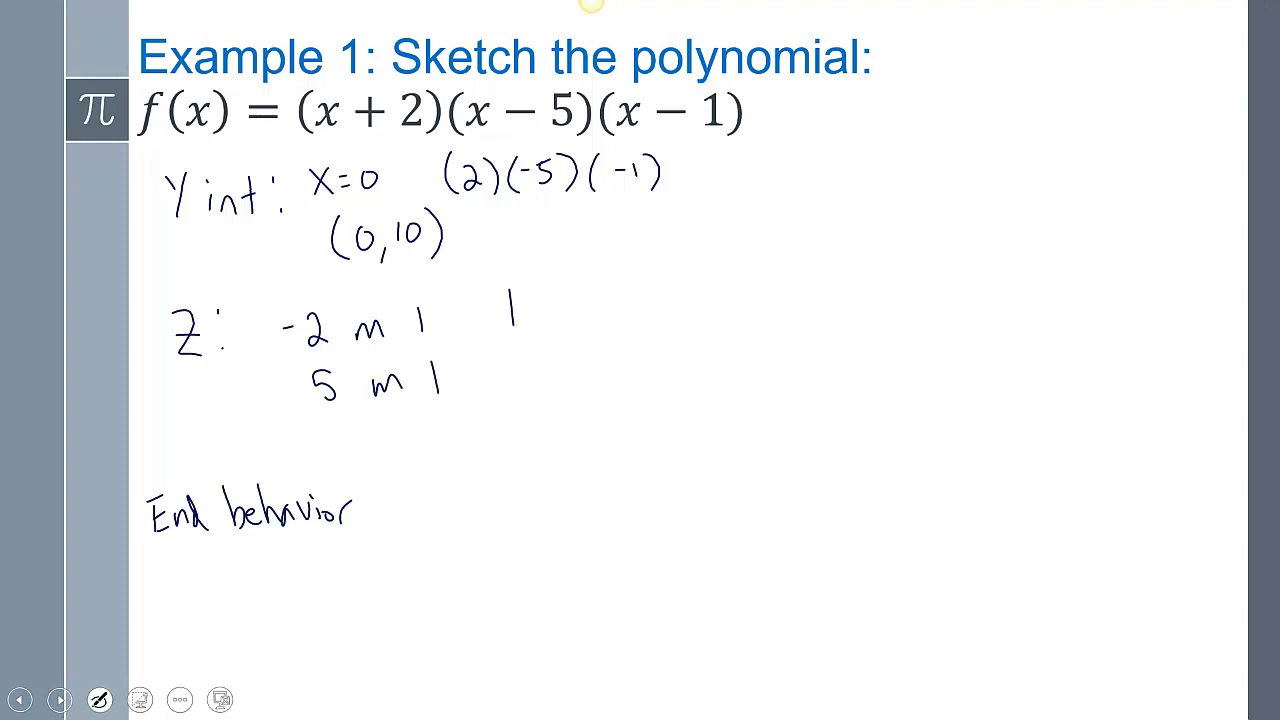 Example 1: Sketch the polynomial:
π
f(x) = (x + 2)(x − 5)(x − 1)
Y int: x=0 (2)(-5)(-1)
(0,10)
Z: -2 m 1 1
5 m 1
End behavior